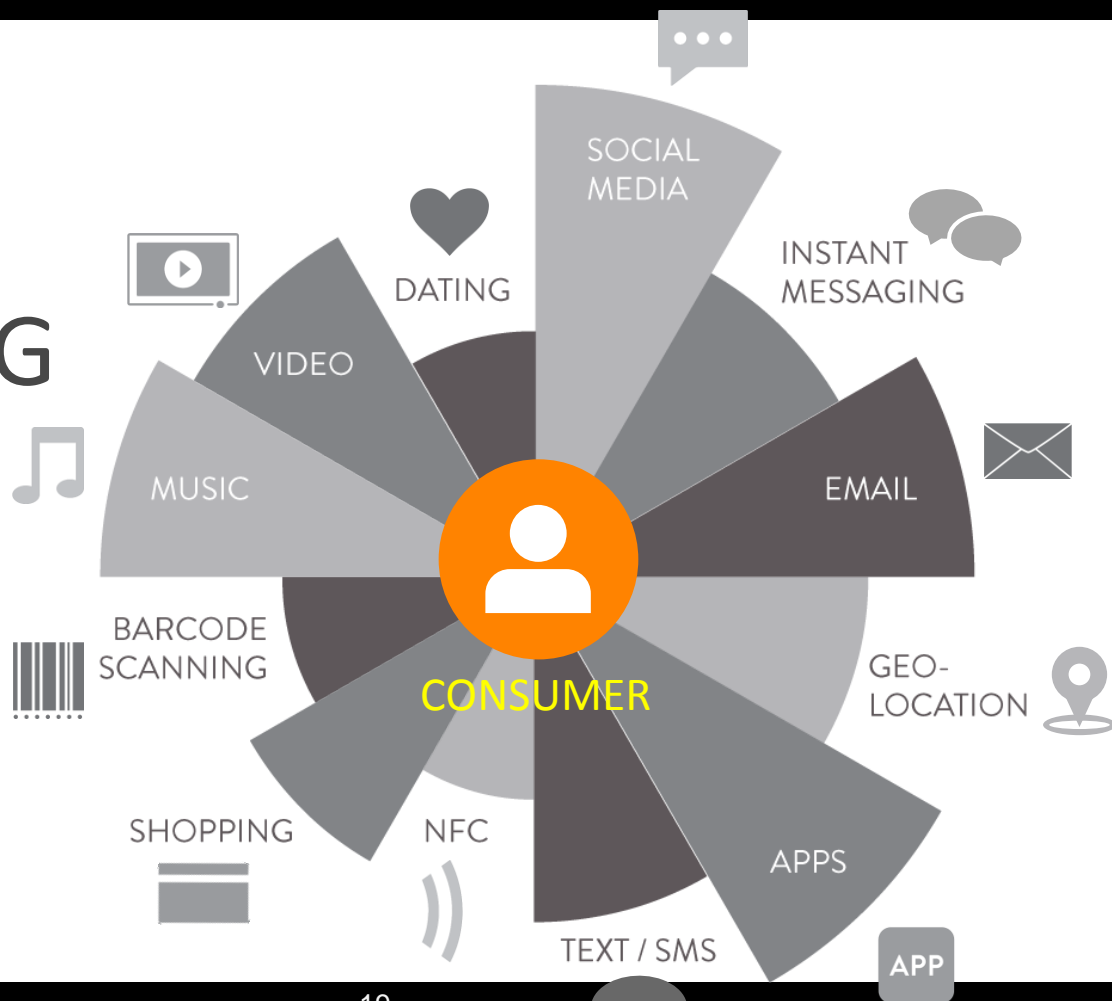 SOCIAL
MEDIA
INSTANT
MESSAGING
DATING
G
VIDEO
MUSIC
EMAIL
BARCODE
SCANNING
CONSUMER
GEO-
LOCATION
SHOPPING
NFC
APPS
TEXT / SMS
APP